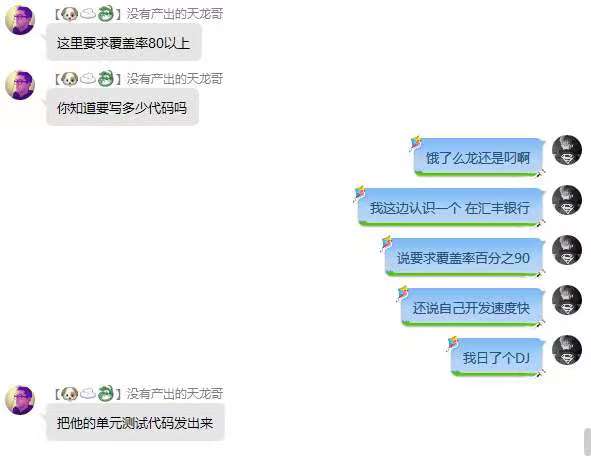 【🐶☁🐲】没有产出的天龙哥
这里要求覆盖率80以上
【🐶☁🐲】没有产出的天龙哥
你知道要写多少代码吗
饿了么龙还是叼啊
我这边认识一个 在汇丰银行
说要求覆盖率百分之90
还说自己开发速度快
我日了个DJ
【🐶☁🐲】没有产出的天龙哥
把他的单元测试代码发出来